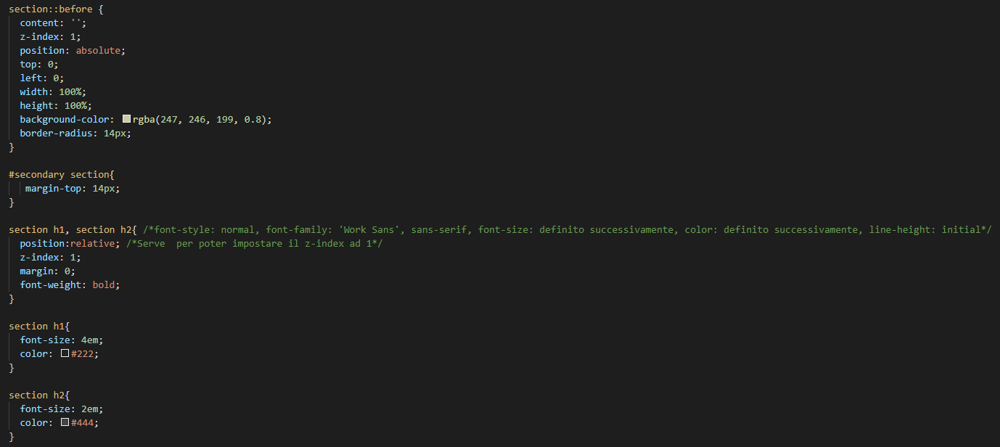 section::before {
content: '';
z-index: 1;
position: absolute;
top: 0;
left: 0;
width: 100%;
height: 100%;
background-color: rgba(247, 246, 199, 0.8);
border-radius: 14px;
}
#secondary section{
margin-top: 14px;
}
section h1, section h2{ /*font-style: normal, font-family: 'Work Sans', sans-serif, font-size: definito successivamente, color: definito successivamente, line-height: initial*/
position:relative; /*Serve  per poter impostare il z-index ad 1*/
z-index: 1;
margin: 0;
font-weight: bold;
}
section h1{
font-size: 4em;
color: #222;
}
section h2{
font-size: 2em;
color: #444;
}